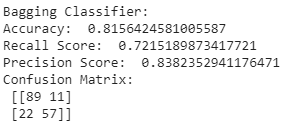 Bagging Classifier:
Accuracy:  0.8156424581005587
Recall Score:  0.7215189873417721
Precision Score:  0.8382352941176471
Confusion Matrix:
 [[89 11]
 [22 57]]